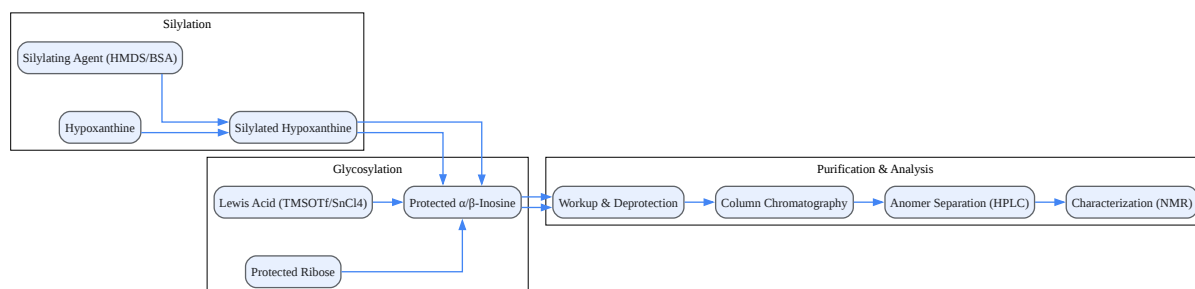 Silylation
Silylating Agent (HMDS/BSA)
Hypoxanthine
Silylated Hypoxanthine
Glycosylation
Lewis Acid (TMSOTf/SnCl4)
Protected α/β-Inosine
Protected Ribose
Purification & Analysis
Workup & Deprotection
Column Chromatography
Anomer Separation (HPLC)
Characterization (NMR)